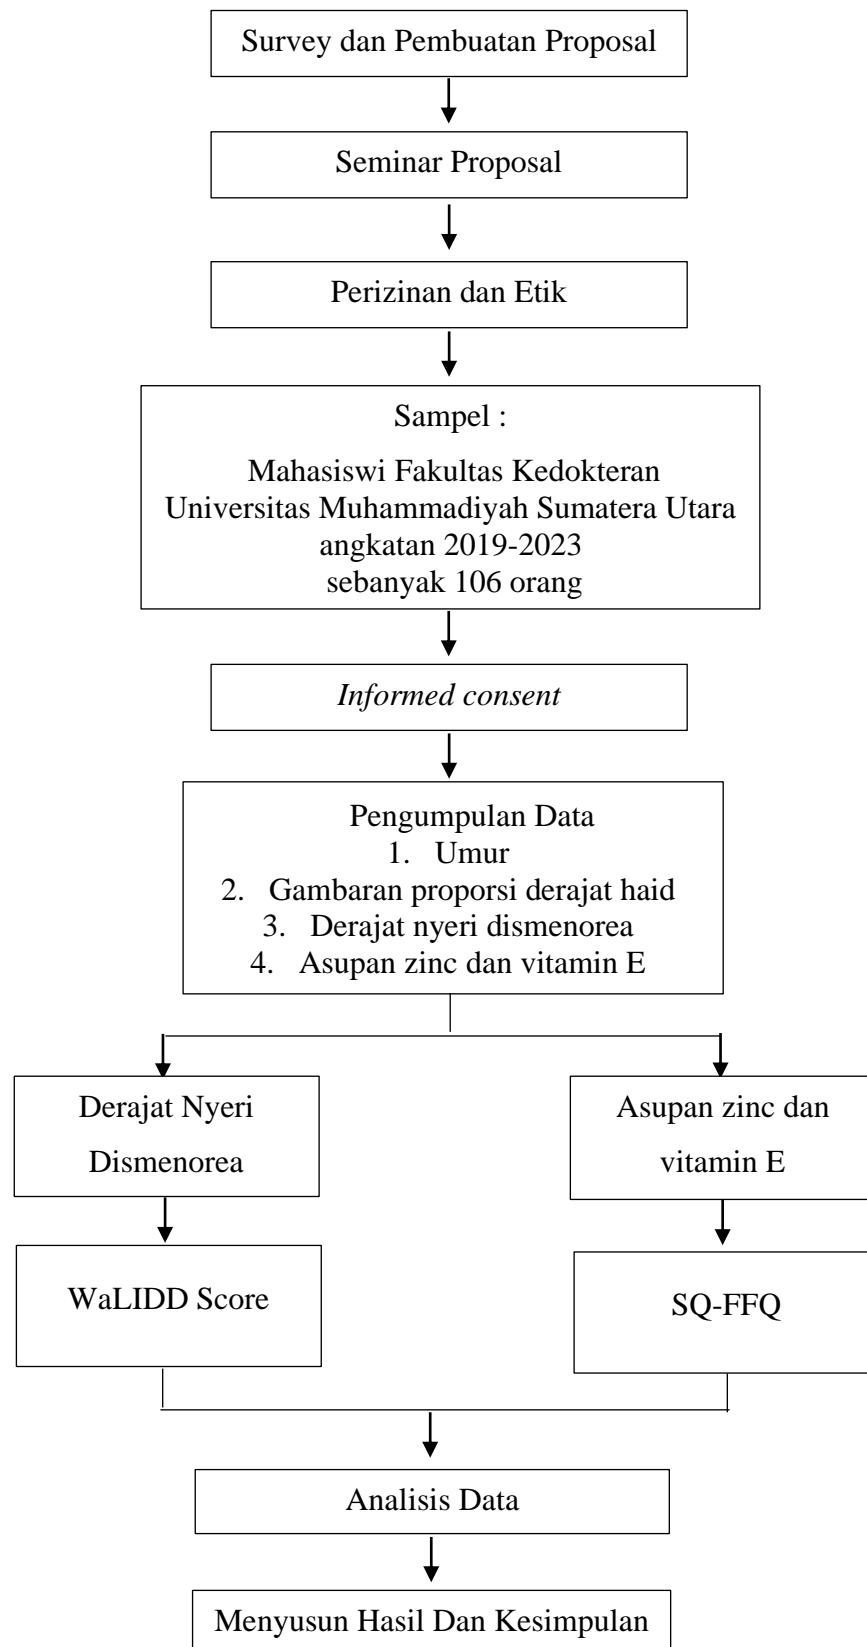 Survey dan Pembuatan Proposal
Seminar Proposal
Perizinan dan Etik
Sampel :
Mahasiswi Fakultas Kedokteran
Universitas Muhammadiyah Sumatera Utara
angkatan 2019-2023
sebanyak 106 orang
Informed consent
Pengumpulan Data
1. Umur
2. Gambaran proporsi derajat haid
3. Derajat nyeri dismenorea
4. Asupan zinc dan vitamin E
Derajat Nyeri
Dismenorea
Asupan zinc dan
vitamin E
WaLIDD Score
SQ-FFQ
Analisis Data
Menyusun Hasil Dan Kesimpulan